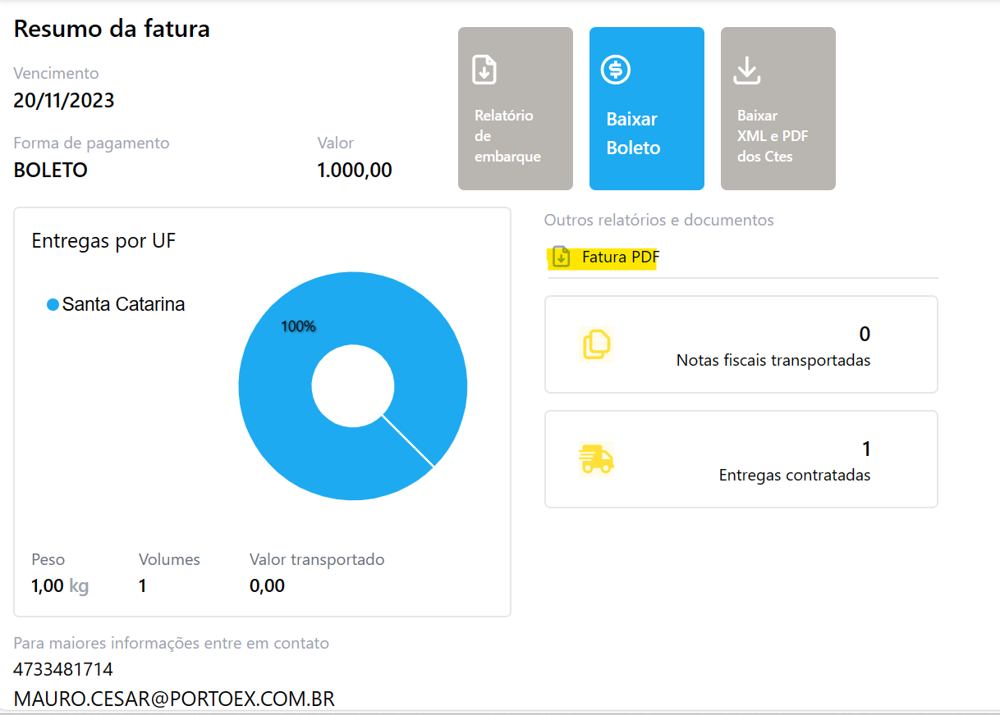 Resumo da fatura
Vencimento
20/11/2023
Forma de pagamento
BOLETO
Valor
1.000,00
Relatório
de
embarque
Baixar
Boleto
Baixar
XML e PDF
dos Ctes
Entregas por UF
Santa Catarina
100%
Peso
1,00 kg
Volumes
1
Valor transportado
0,00
Outros relatórios e documentos
Fatura PDF
0
Notas fiscais transportadas
1
Entregas contratadas
Para maiores informações entre em contato
4733481714
MAURO.CESAR@PORTOEX.COM.BR